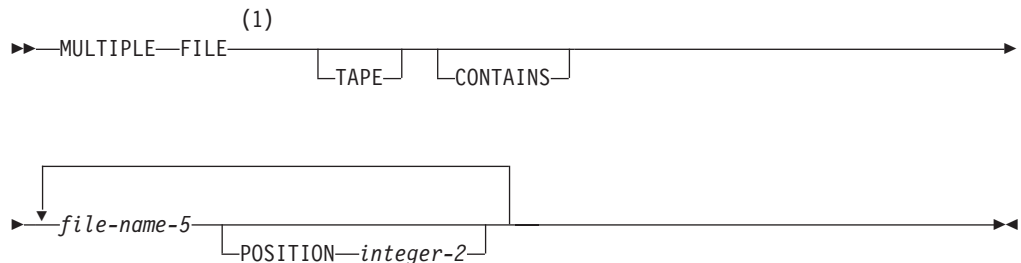 (1)
MULTIPLE FILE
TAPE CONTAINS
file-name-5
POSITION integer-2